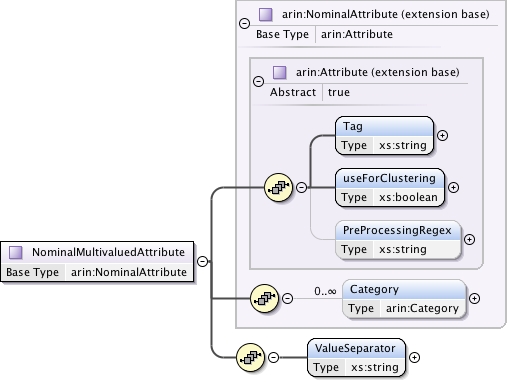 arin:NominalAttribute (extension base)
Base Type arin:Attribute
arin:Attribute (extension base)
Abstract true
Tag
Type xs:string
useForClustering
Type xs:boolean
PreProcessingRegex
Type xs:string
NominalMultivaluedAttribute
Base Type arin:NominalAttribute
0..∞
Category
Type arin:Category
ValueSeparator
Type xs:string